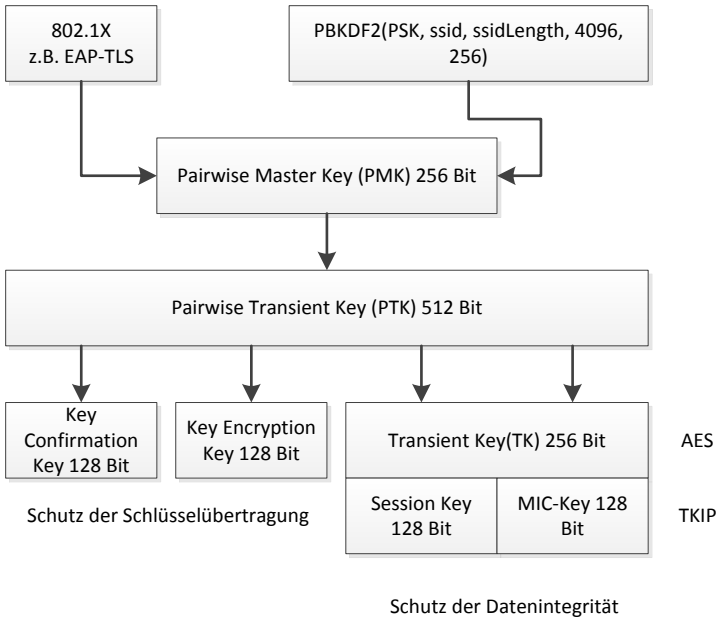 802.1X
z.B. EAP-TLS
PBKDF2(PSK, ssid, ssidLength, 4096,
256)
Pairwise Master Key (PMK) 256 Bit
Pairwise Transient Key (PTK) 512 Bit
Key
Confirmation
Key 128 Bit
Key Encryption
Key 128 Bit
Transient Key(TK) 256 Bit
AES
Schutz der Schlüsselübertragung
Session Key
128 Bit
MIC-Key 128
Bit
TKIP
Schutz der Datenintegrität